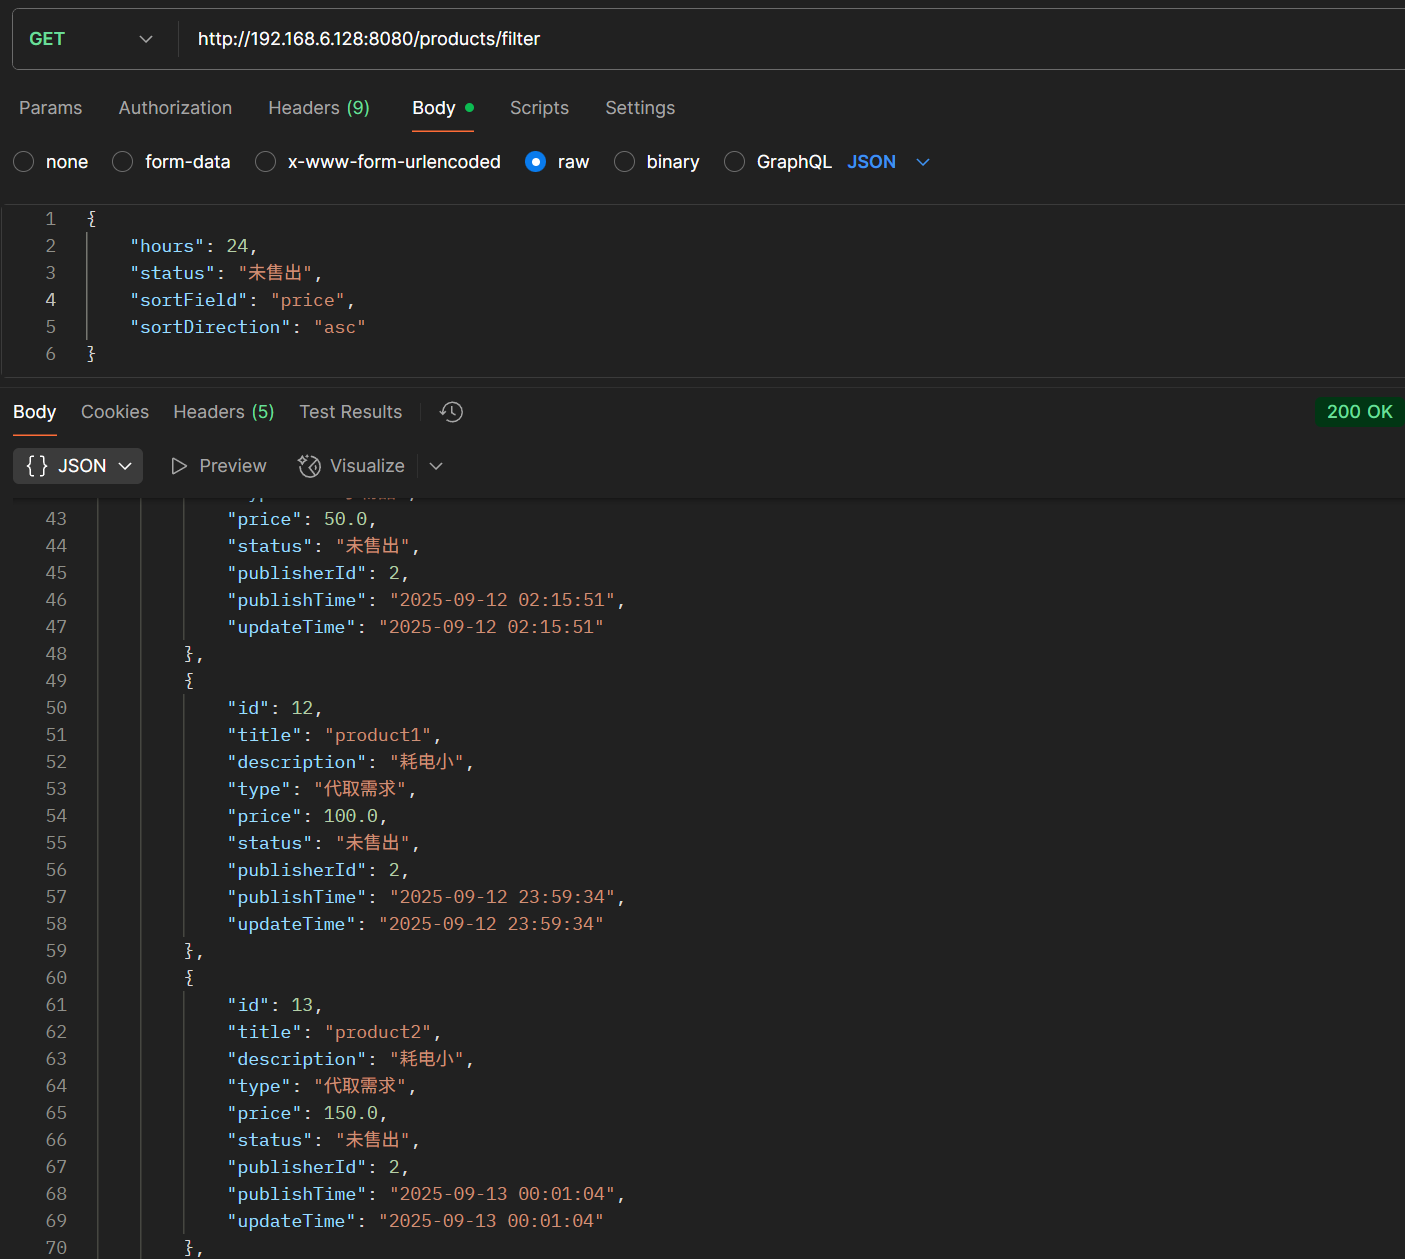 GET http://192.168.6.128:8080/products/filter
Params Authorization Headers (9) Body Scripts Settings
none form-data x-www-form-urlencoded raw binary GraphQL JSON
1 {
2 "hours": 24,
3 "status": "未售出",
4 "sortField": "price",
5 "sortDirection": "asc"
6 }
Body Cookies Headers (5) Test Results 200 OK
{} JSON Preview Visualize
43 "price": 50.0,
44 "status": "未售出",
45 "publisherId": 2,
46 "publishTime": "2025-09-12 02:15:51",
47 "updateTime": "2025-09-12 02:15:51"
48 },
49 {
50 "id": 12,
51 "title": "product1",
52 "description": "耗电小",
53 "type": "代取需求",
54 "price": 100.0,
55 "status": "未售出",
56 "publisherId": 2,
57 "publishTime": "2025-09-12 23:59:34",
58 "updateTime": "2025-09-12 23:59:34"
59 },
60 {
61 "id": 13,
62 "title": "product2",
63 "description": "耗电小",
64 "type": "代取需求",
65 "price": 150.0,
66 "status": "未售出",
67 "publisherId": 2,
68 "publishTime": "2025-09-13 00:01:04",
69 "updateTime": "2025-09-13 00:01:04"
70 },